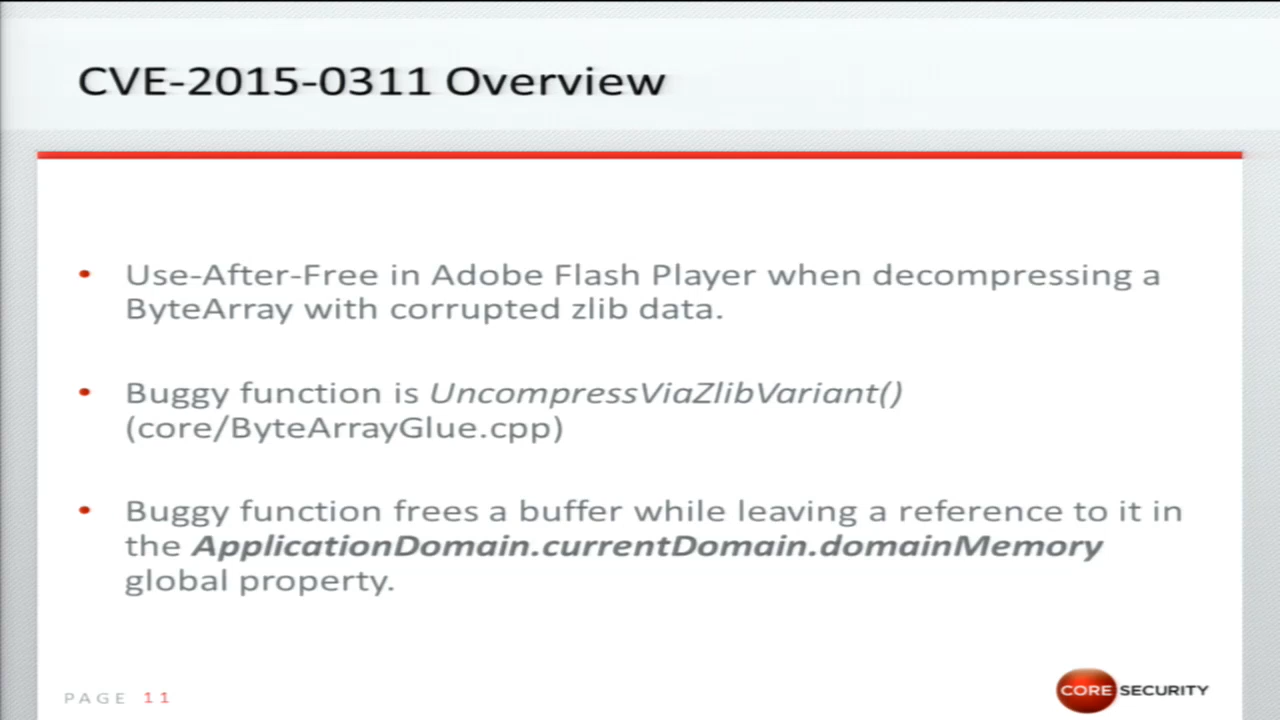 CVE-2015-0311 Overview
• Use-After-Free in Adobe Flash Player when decompressing a
ByteArray with corrupted zlib data.
• Buggy function is UncompressViaZlibVariant()
(core/ByteArrayGlue.cpp)
• Buggy function frees a buffer while leaving a reference to it in
the ApplicationDomain.currentDomain.domainMemory
global property.
PAGE 11
CORE SECURITY